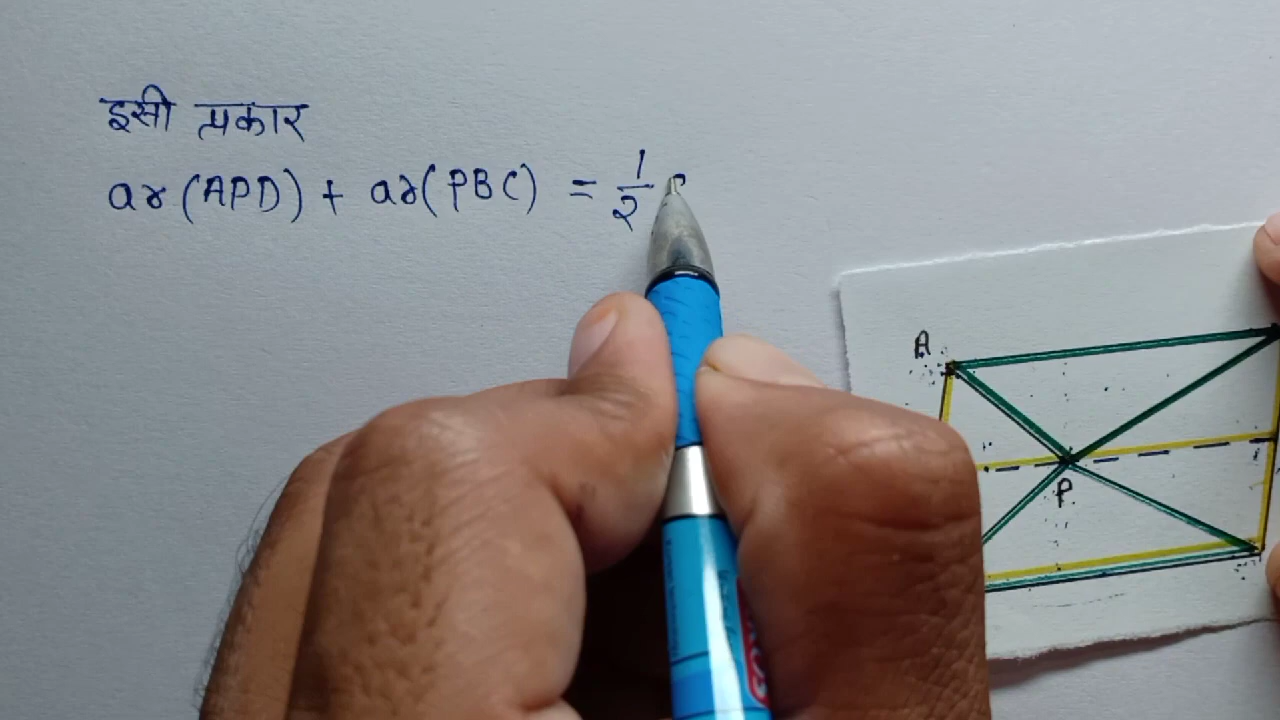 इसी प्रकार
ar (APD) + ar(PBC) = 1/2
A
P